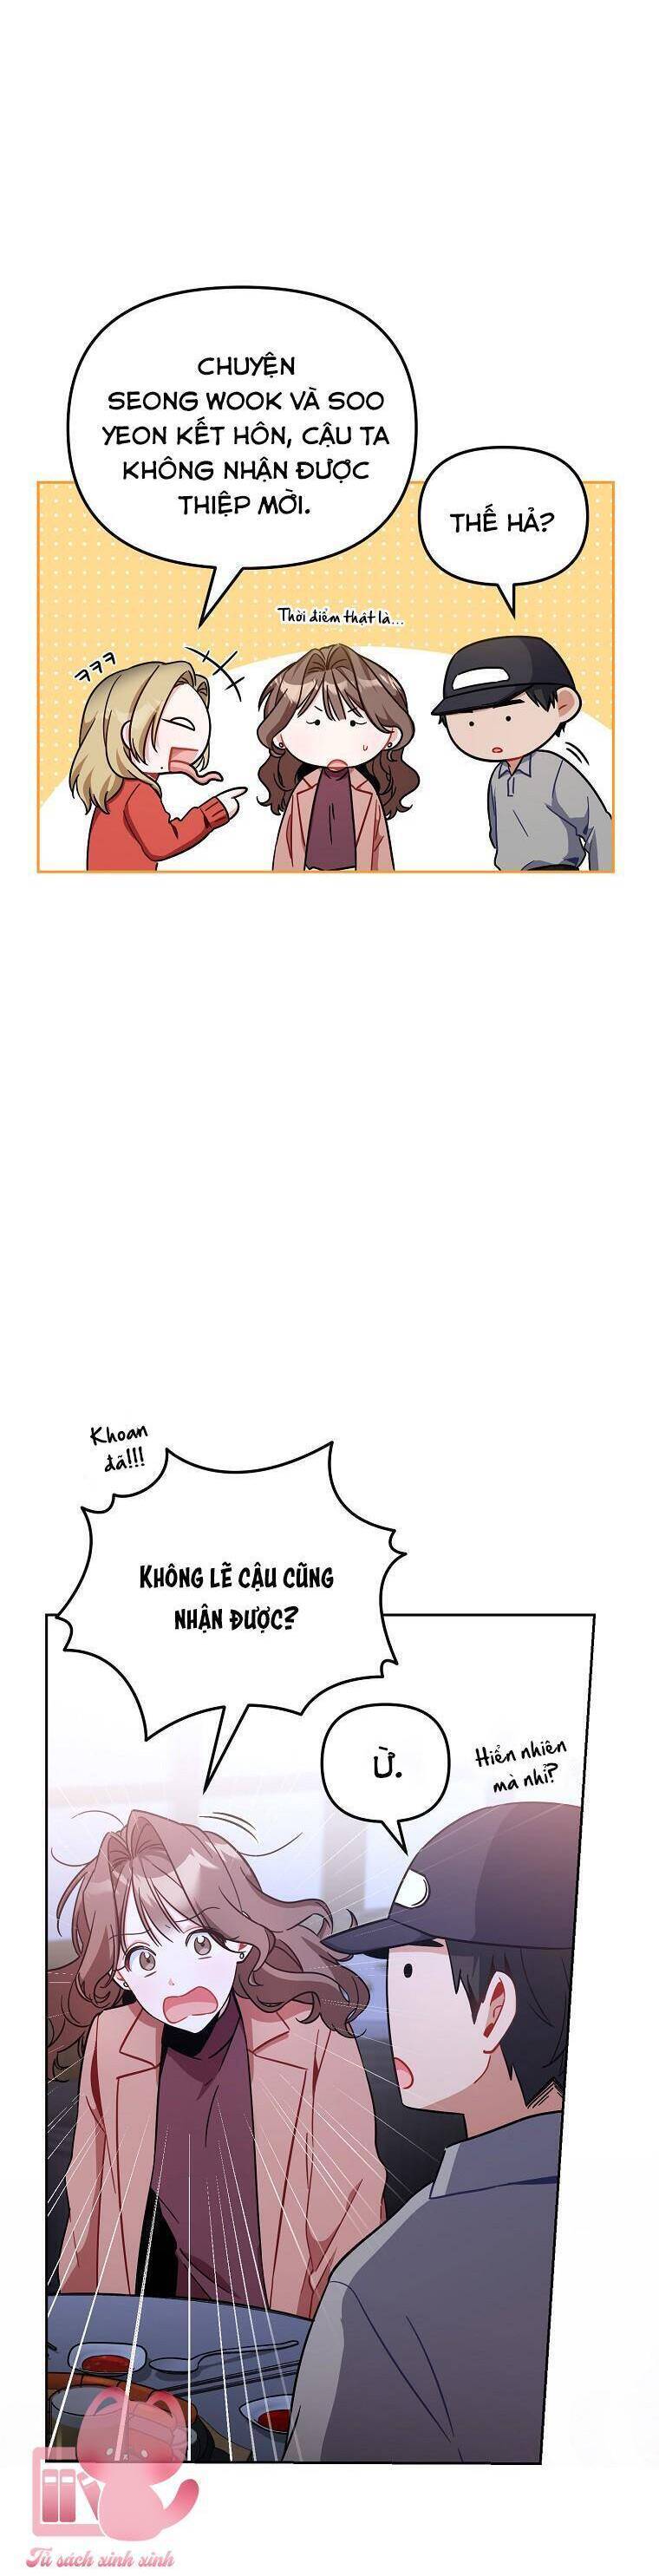 CHUYỆN
SEONG WOOK VÀ SOO
YEON KẾT HÔN, CẬU TA
KHÔNG NHẬN ĐƯỢC
THIỆP MỜI.
THẾ HẢ?
Thời điểm thật là...
ㅋㅋㅋ
Khoan
đã!!!
KHÔNG LẼ CẬU CŨNG
NHẬN ĐƯỢC?
Ừ.
Hiển nhiên
mà nhỉ?
Tủ sách xinh xinh